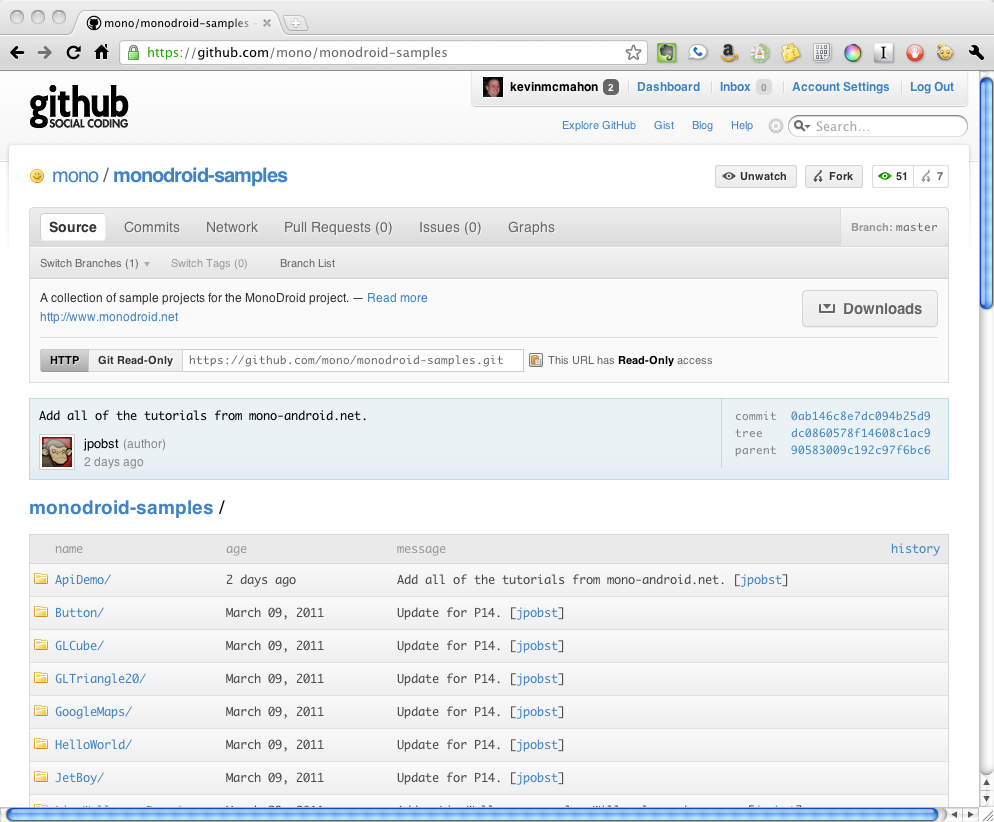 mono/monodroid-samples
https://github.com/mono/monodroid-samples
github
SOCIAL CODING
kevinmcmahon 2 Dashboard Inbox 0 Account Settings Log Out
Explore GitHub Gist Blog Help Search...
mono / monodroid-samples
Unwatch Fork 51 7
Source Commits Network Pull Requests (0) Issues (0) Graphs Branch: master
Switch Branches (1) Switch Tags (0) Branch List
A collection of sample projects for the MonoDroid project. — Read more
http://www.monodroid.net
Downloads
HTTP Git Read-Only https://github.com/mono/monodroid-samples.git This URL has Read-Only access
Add all of the tutorials from mono-android.net.
jpobst (author)
2 days ago
commit 0ab146c8e7dc094b25d9
tree dc0860578f14608c1ac9
parent 90583009c192c97f6bc6
monodroid-samples /
name age message history
ApiDemo/ 2 days ago Add all of the tutorials from mono-android.net. [jpobst]
Button/ March 09, 2011 Update for P14. [jpobst]
GLCube/ March 09, 2011 Update for P14. [jpobst]
GLTriangle20/ March 09, 2011 Update for P14. [jpobst]
GoogleMaps/ March 09, 2011 Update for P14. [jpobst]
HelloWorld/ March 09, 2011 Update for P14. [jpobst]
JetBoy/ March 09, 2011 Update for P14. [jpobst]